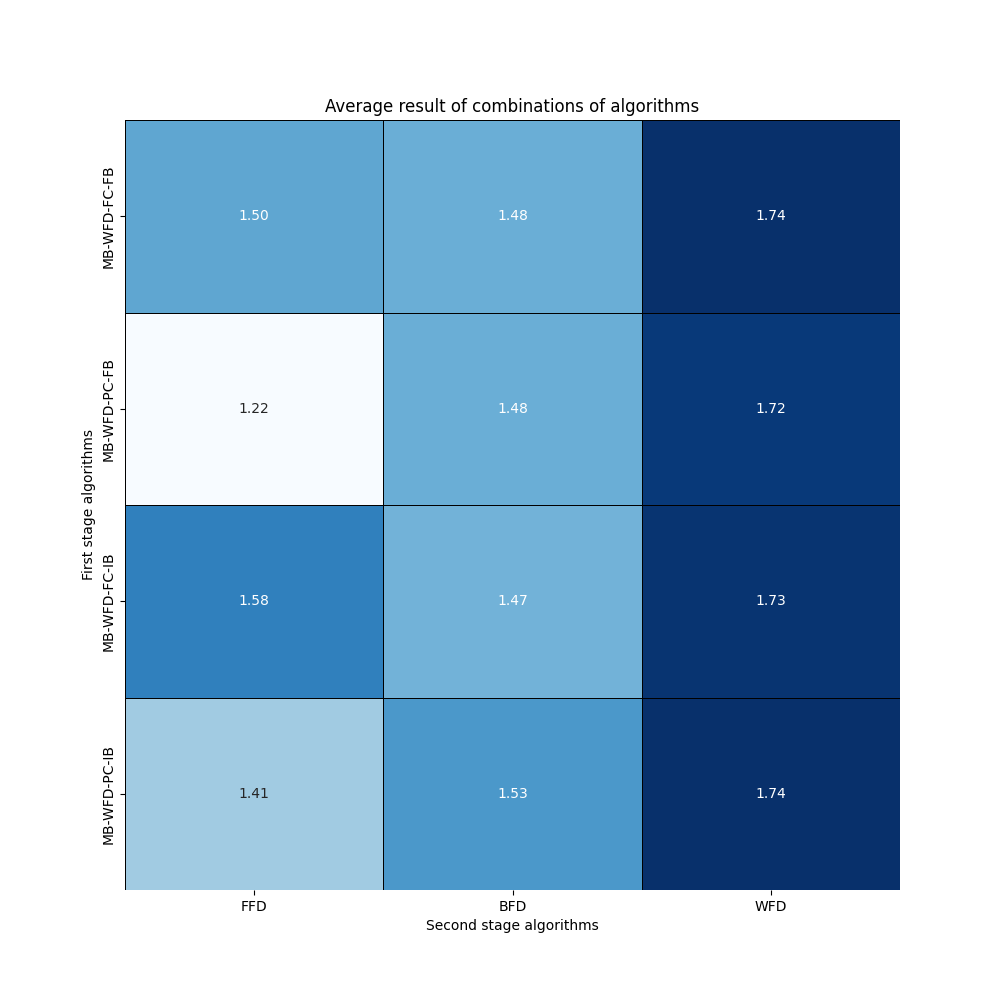 Average result of combinations of algorithms
First stage algorithms
MB-WFD-FC-FB
1.50 1.48 1.74
MB-WFD-PC-FB
1.22 1.48 1.72
MB-WFD-FC-IB
1.58 1.47 1.73
MB-WFD-PC-IB
1.41 1.53 1.74
FFD BFD WFD
Second stage algorithms